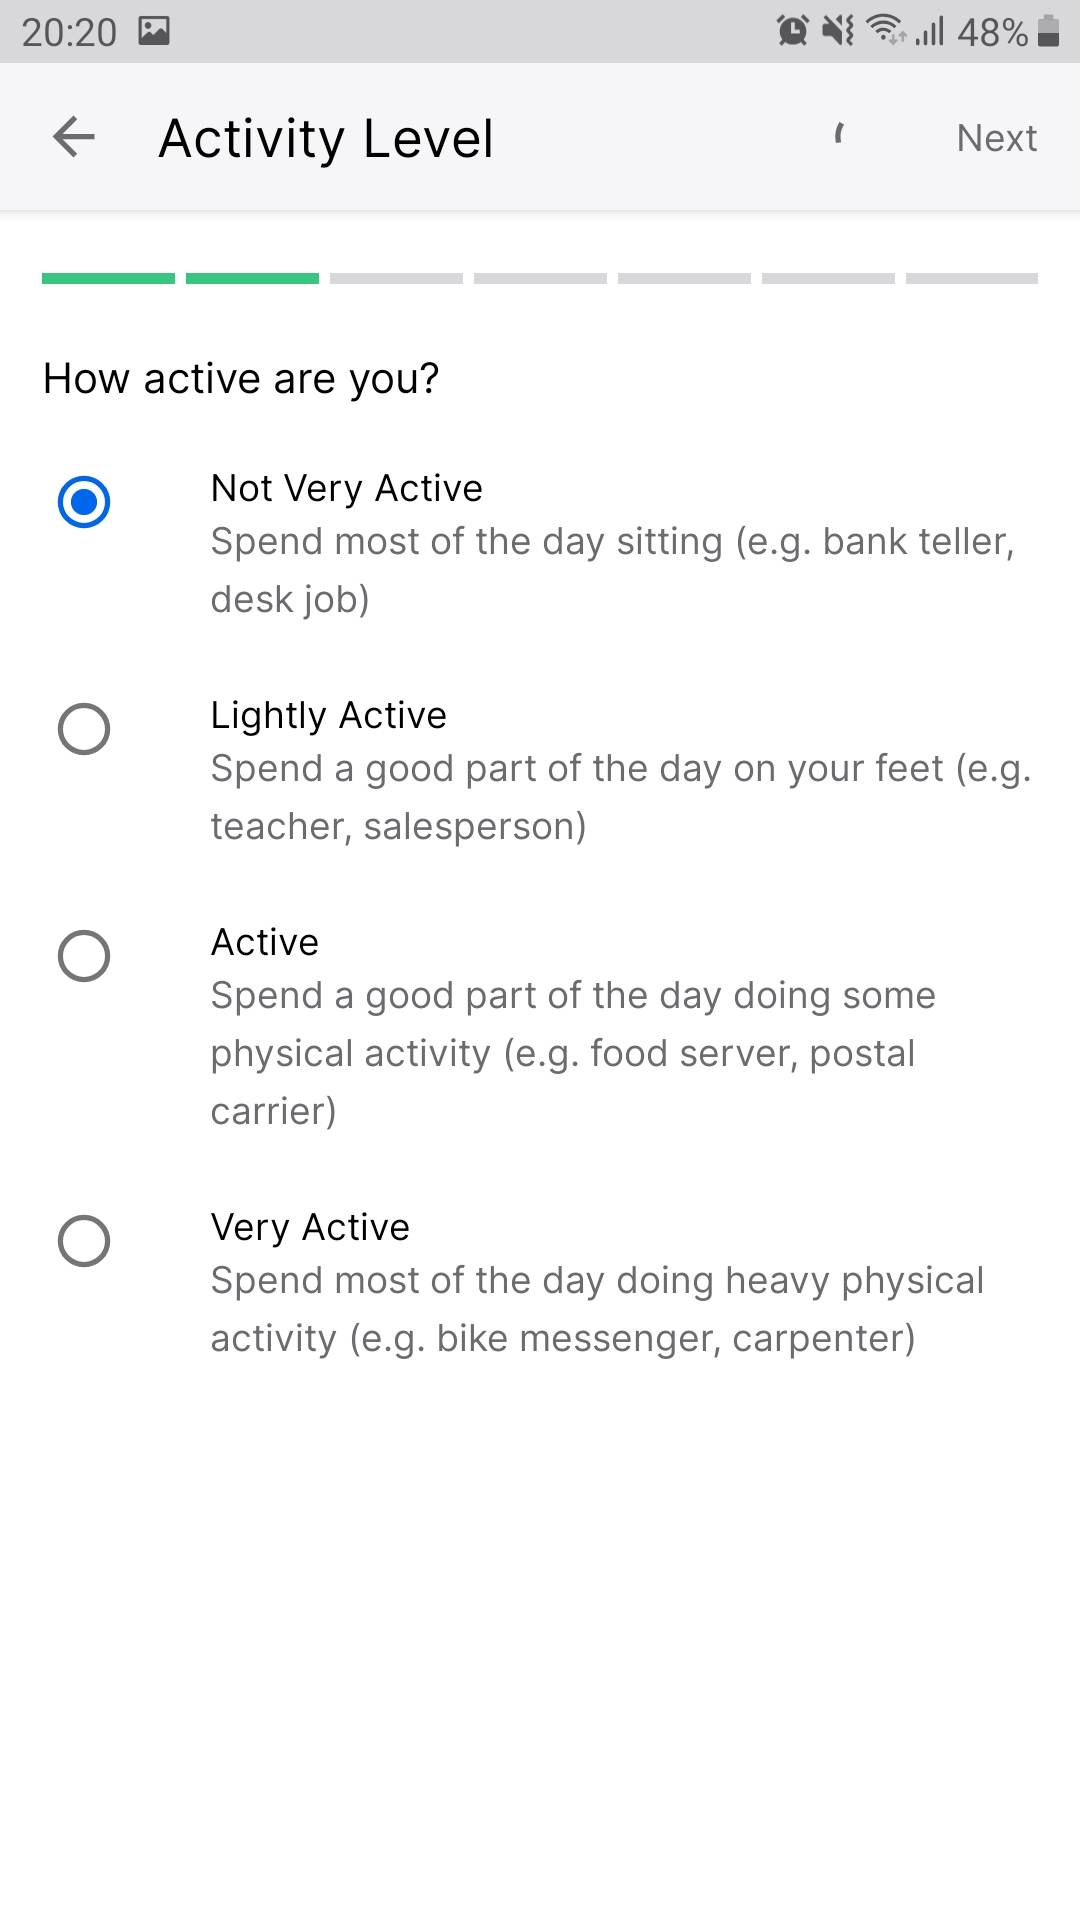 20:20 48%
Activity Level Next
How active are you?
Not Very Active
Spend most of the day sitting (e.g. bank teller,
desk job)
Lightly Active
Spend a good part of the day on your feet (e.g.
teacher, salesperson)
Active
Spend a good part of the day doing some
physical activity (e.g. food server, postal
carrier)
Very Active
Spend most of the day doing heavy physical
activity (e.g. bike messenger, carpenter)